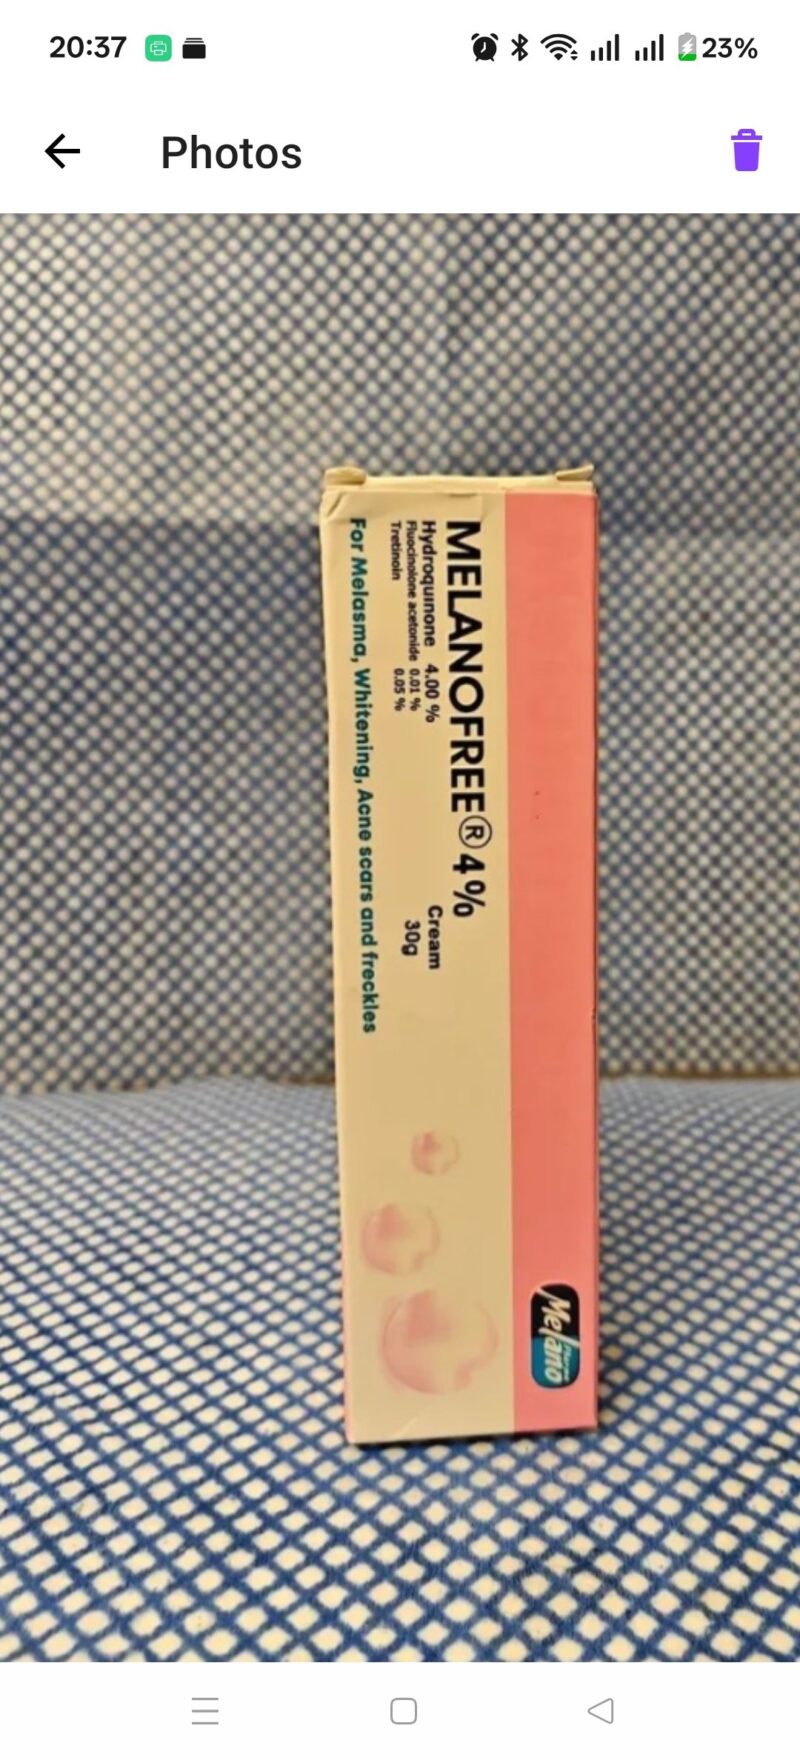 20:37
23%
Photos
MELANOFREE® 4%
Hydroquinone 4.00 %
Fluocinolone acetonide 0.01 %
Tretinoin 0.05 %
Cream
30g
For Melasma, Whitening, Acne scars and freckles
Melano
Pharma